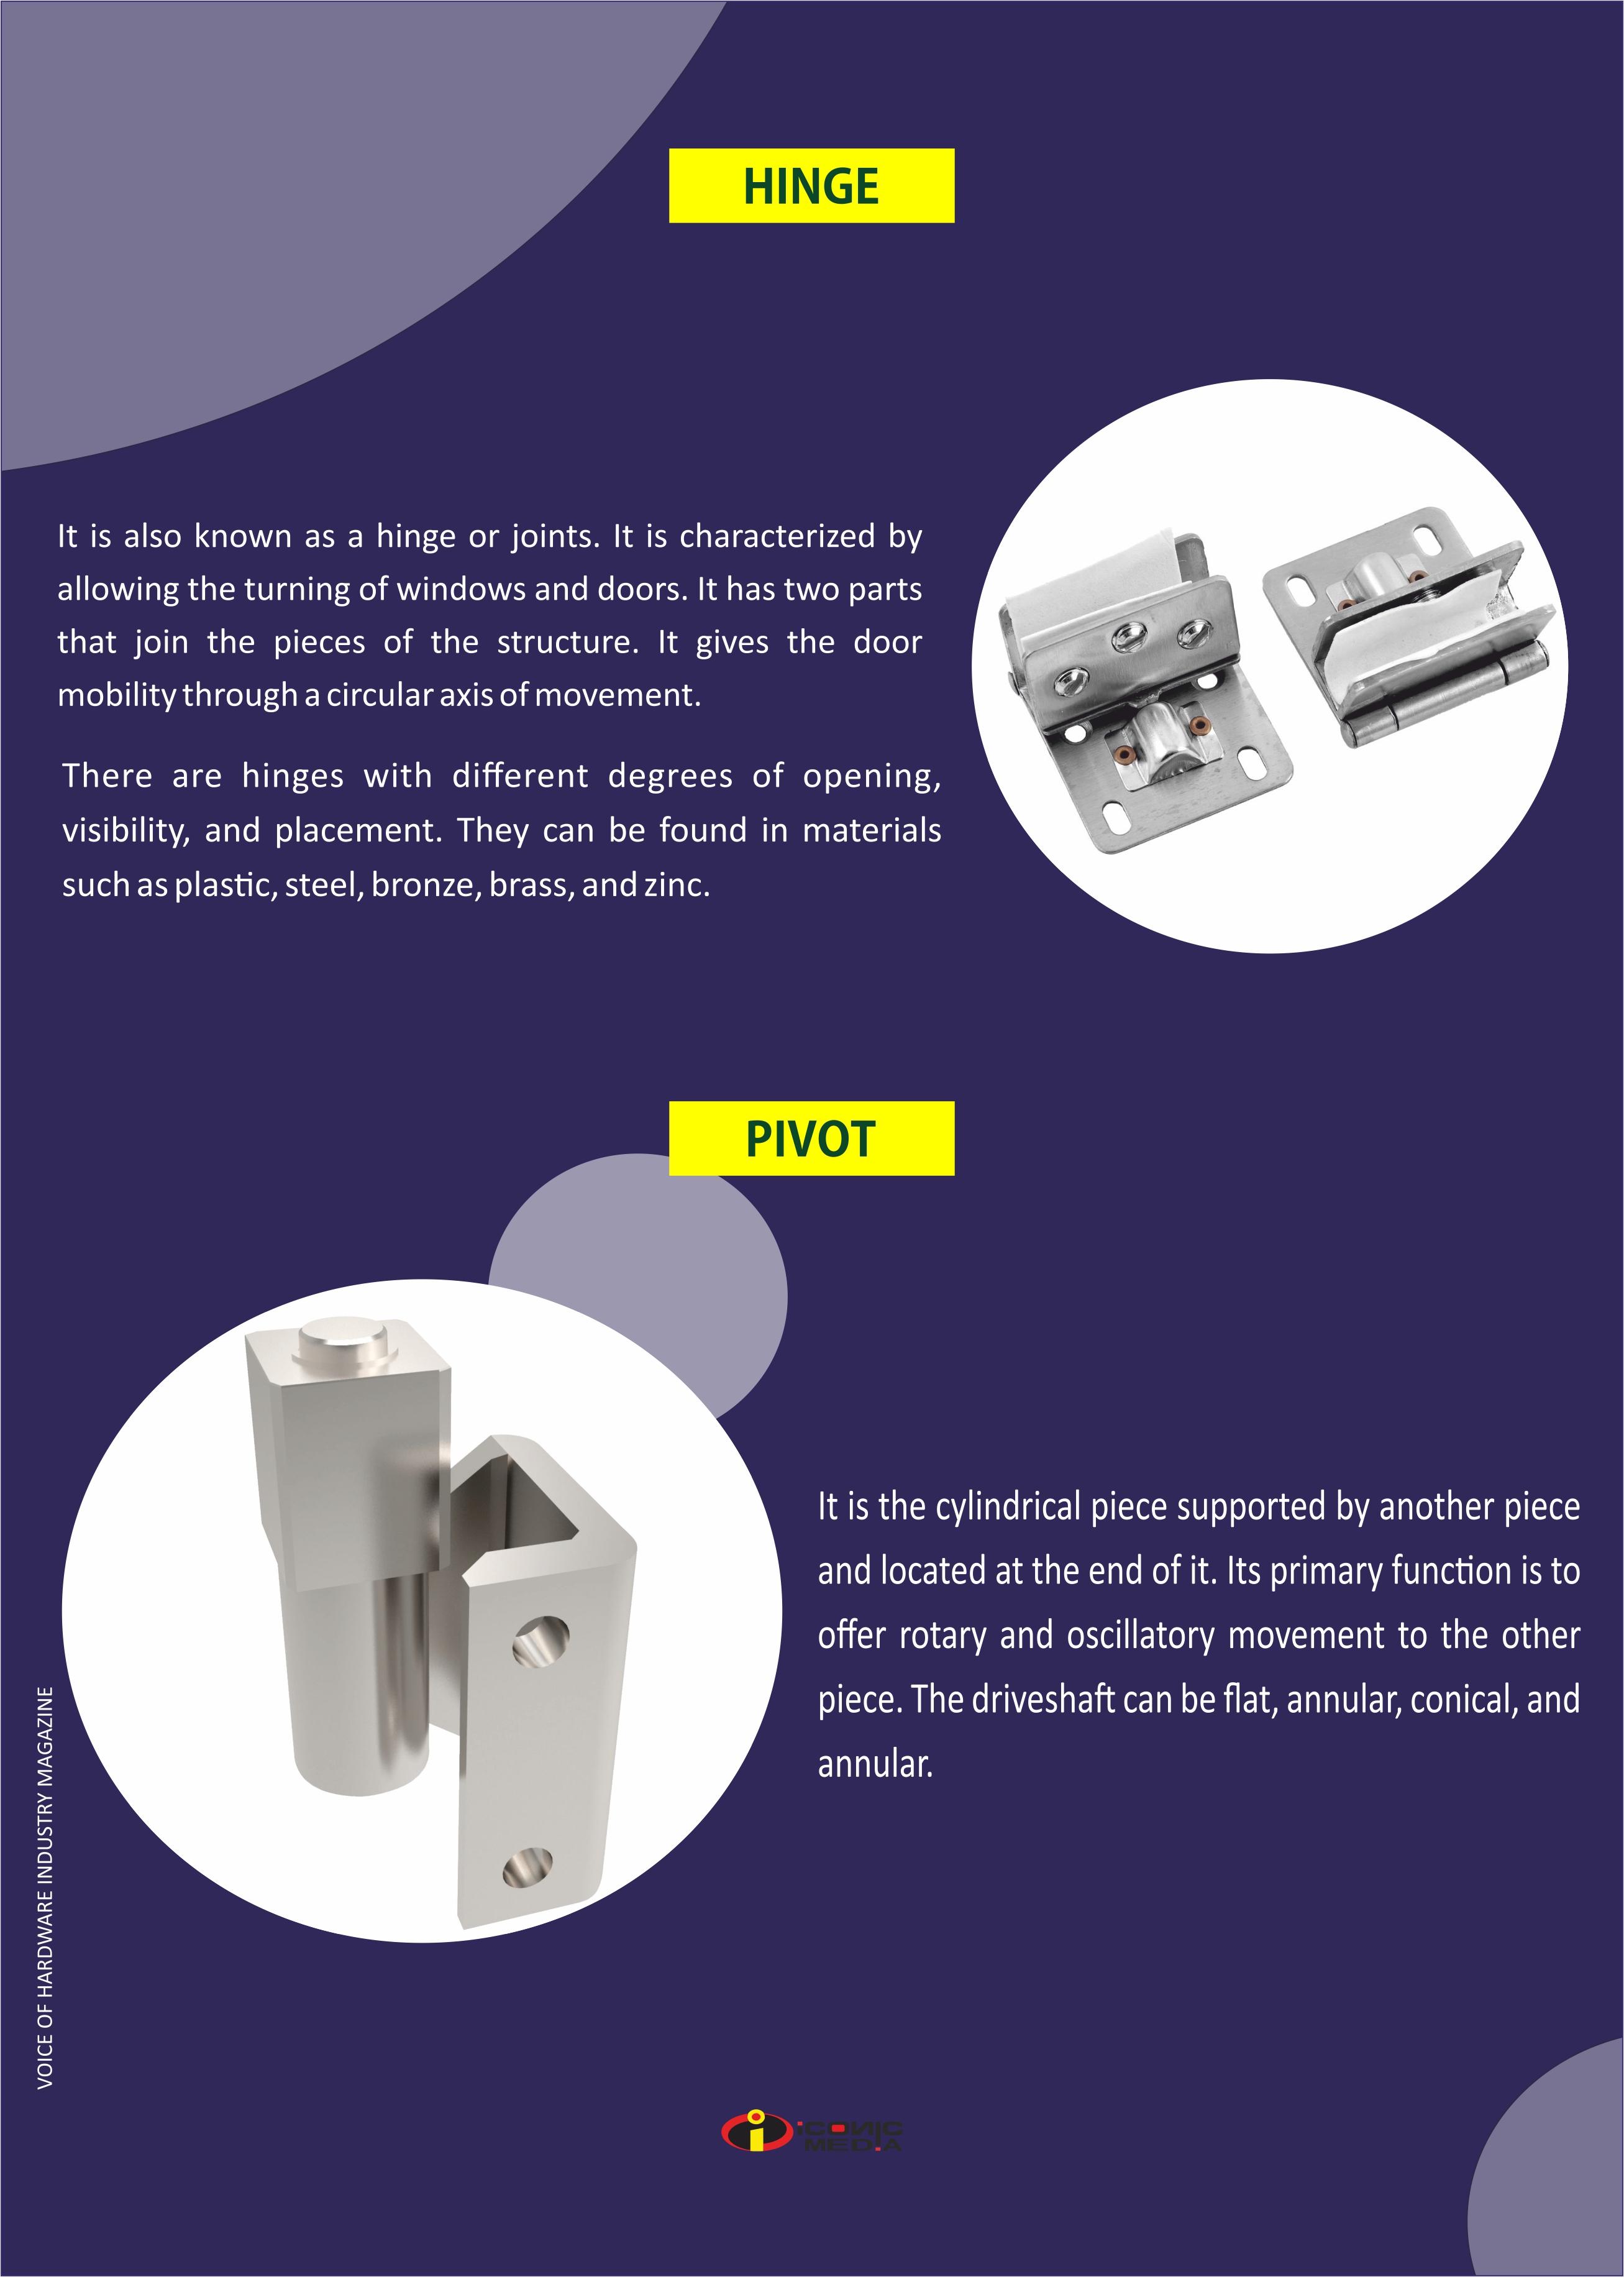 HINGE
It is also known as a hinge or joints. It is characterized by
allowing the turning of windows and doors. It has two parts
that join the pieces of the structure. It gives the door
mobility through a circular axis of movement.
There are hinges with different degrees of opening,
visibility, and placement. They can be found in materials
such as plastic, steel, bronze, brass, and zinc.
PIVOT
It is the cylindrical piece supported by another piece
and located at the end of it. Its primary function is to
offer rotary and oscillatory movement to the other
piece. The driveshaft can be flat, annular, conical, and
annular.
VOICE OF HARDWARE INDUSTRY MAGAZINE
iCONiC
MEDiA